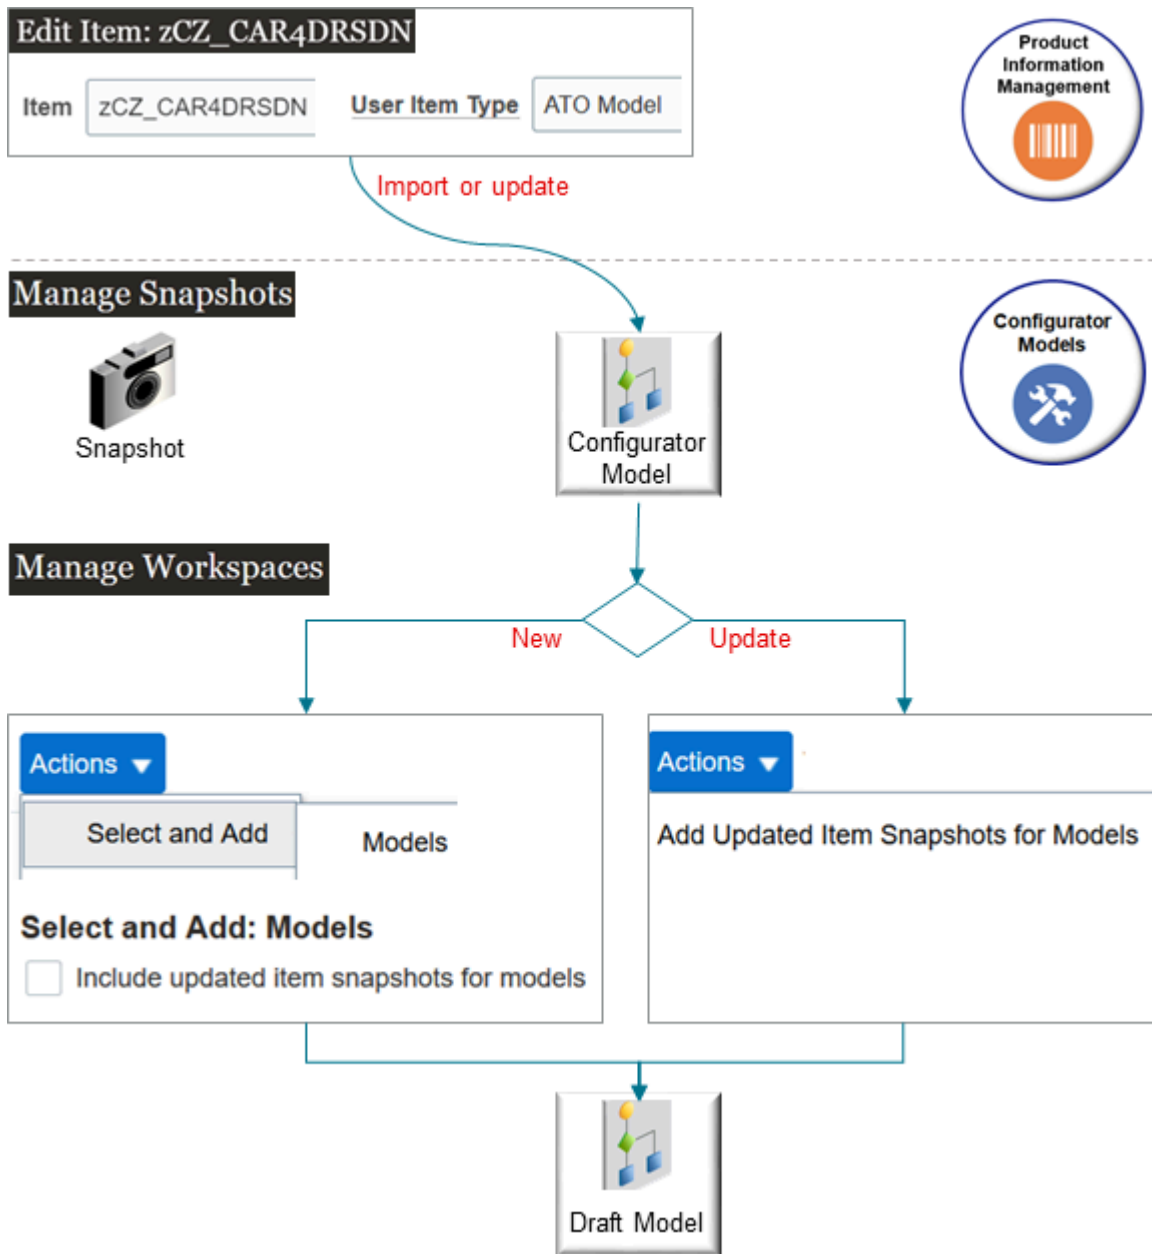 Edit Item: zCZ_CAR4DRSDN
Item zCZ_CAR4DRSDN User Item Type ATO Model
Product
Information
Management
Import or update
Manage Snapshots
Snapshot
Configurator
Model
Configurator
Models
Manage Workspaces
New
Update
Actions
Select and Add
Models
Select and Add: Models
Include updated item snapshots for models
Actions
Add Updated Item Snapshots for Models
Draft Model